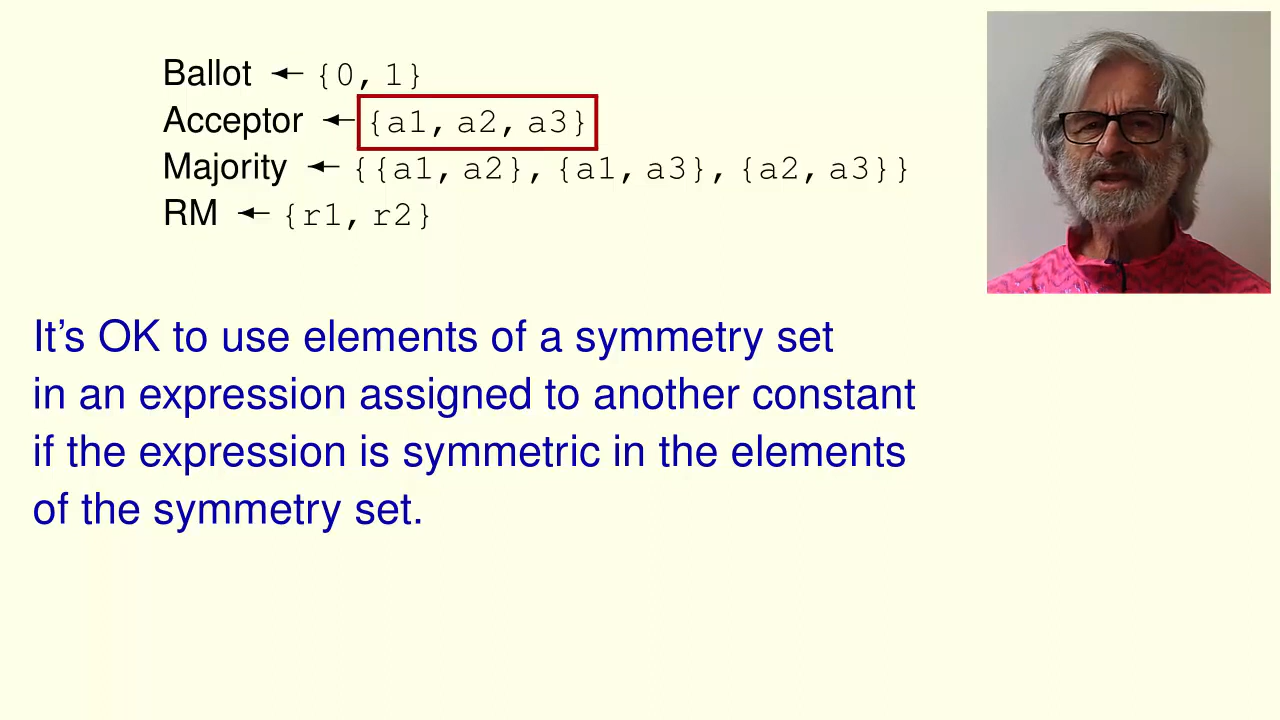 Ballot ← {0, 1}
Acceptor ← {a1, a2, a3}
Majority ← {{a1, a2}, {a1, a3}, {a2, a3}}
RM ← {r1, r2}
It's OK to use elements of a symmetry set
in an expression assigned to another constant
if the expression is symmetric in the elements
of the symmetry set.